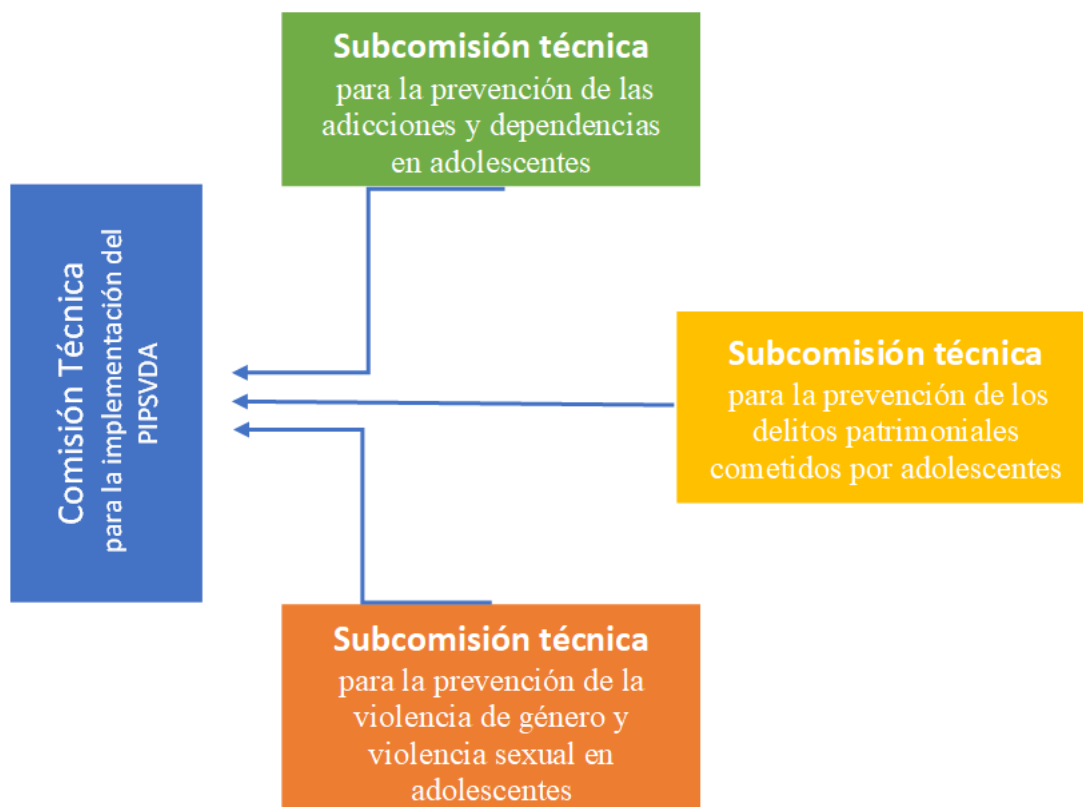 Subcomisión técnica
para la prevención de las
adicciones y dependencias
en adolescentes
Comisión Técnica
para la implementación del
PIPSVDA
Subcomisión técnica
para la prevención de los
delitos patrimoniales
cometidos por adolescentes
Subcomisión técnica
para la prevención de la
violencia de género y
violencia sexual en
adolescentes